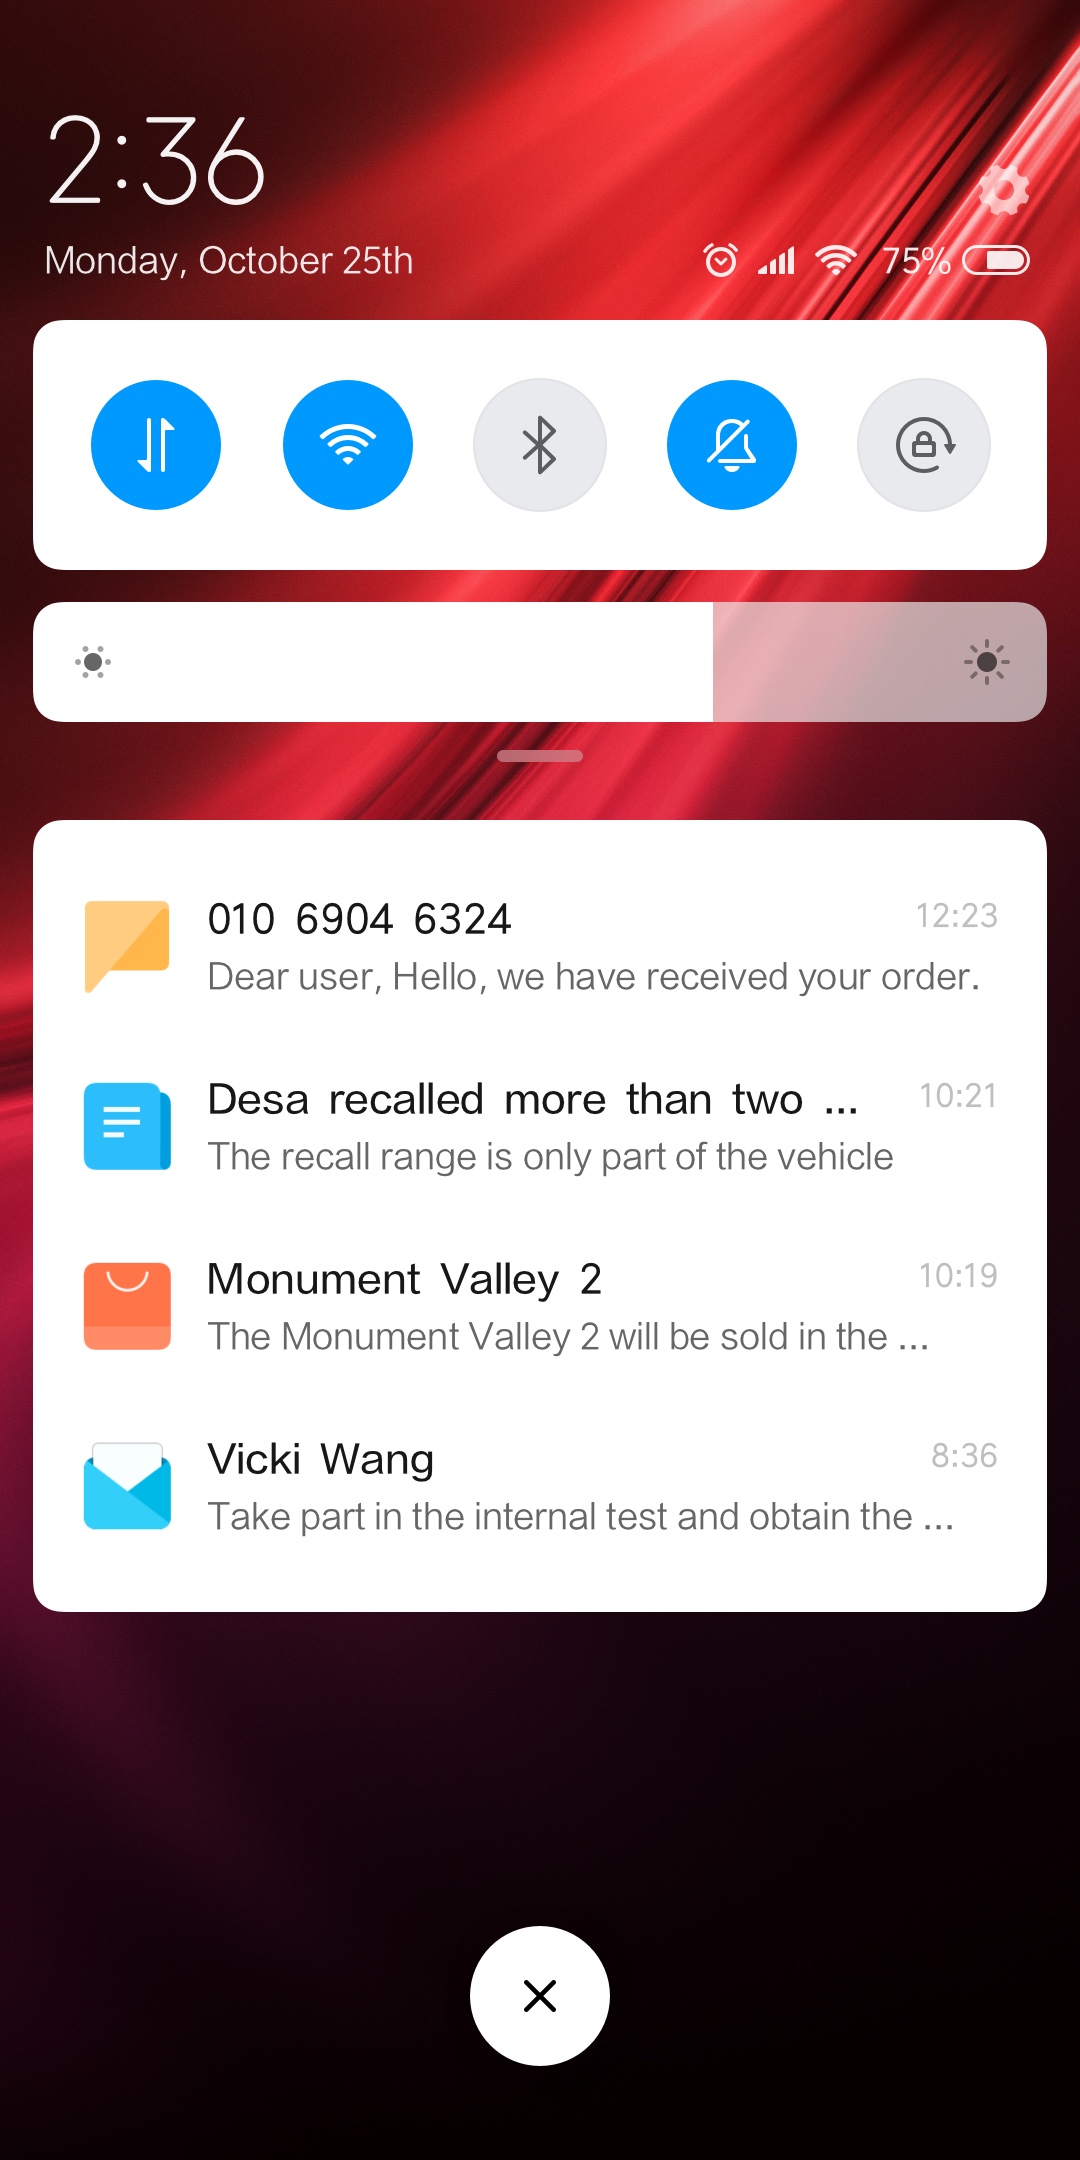 2:36
Monday, October 25th
75%
010 6904 6324
12:23
Dear user, Hello, we have received your order.
Desa recalled more than two ...
10:21
The recall range is only part of the vehicle
Monument Valley 2
10:19
The Monument Valley 2 will be sold in the ...
Vicki Wang
8:36
Take part in the internal test and obtain the ...